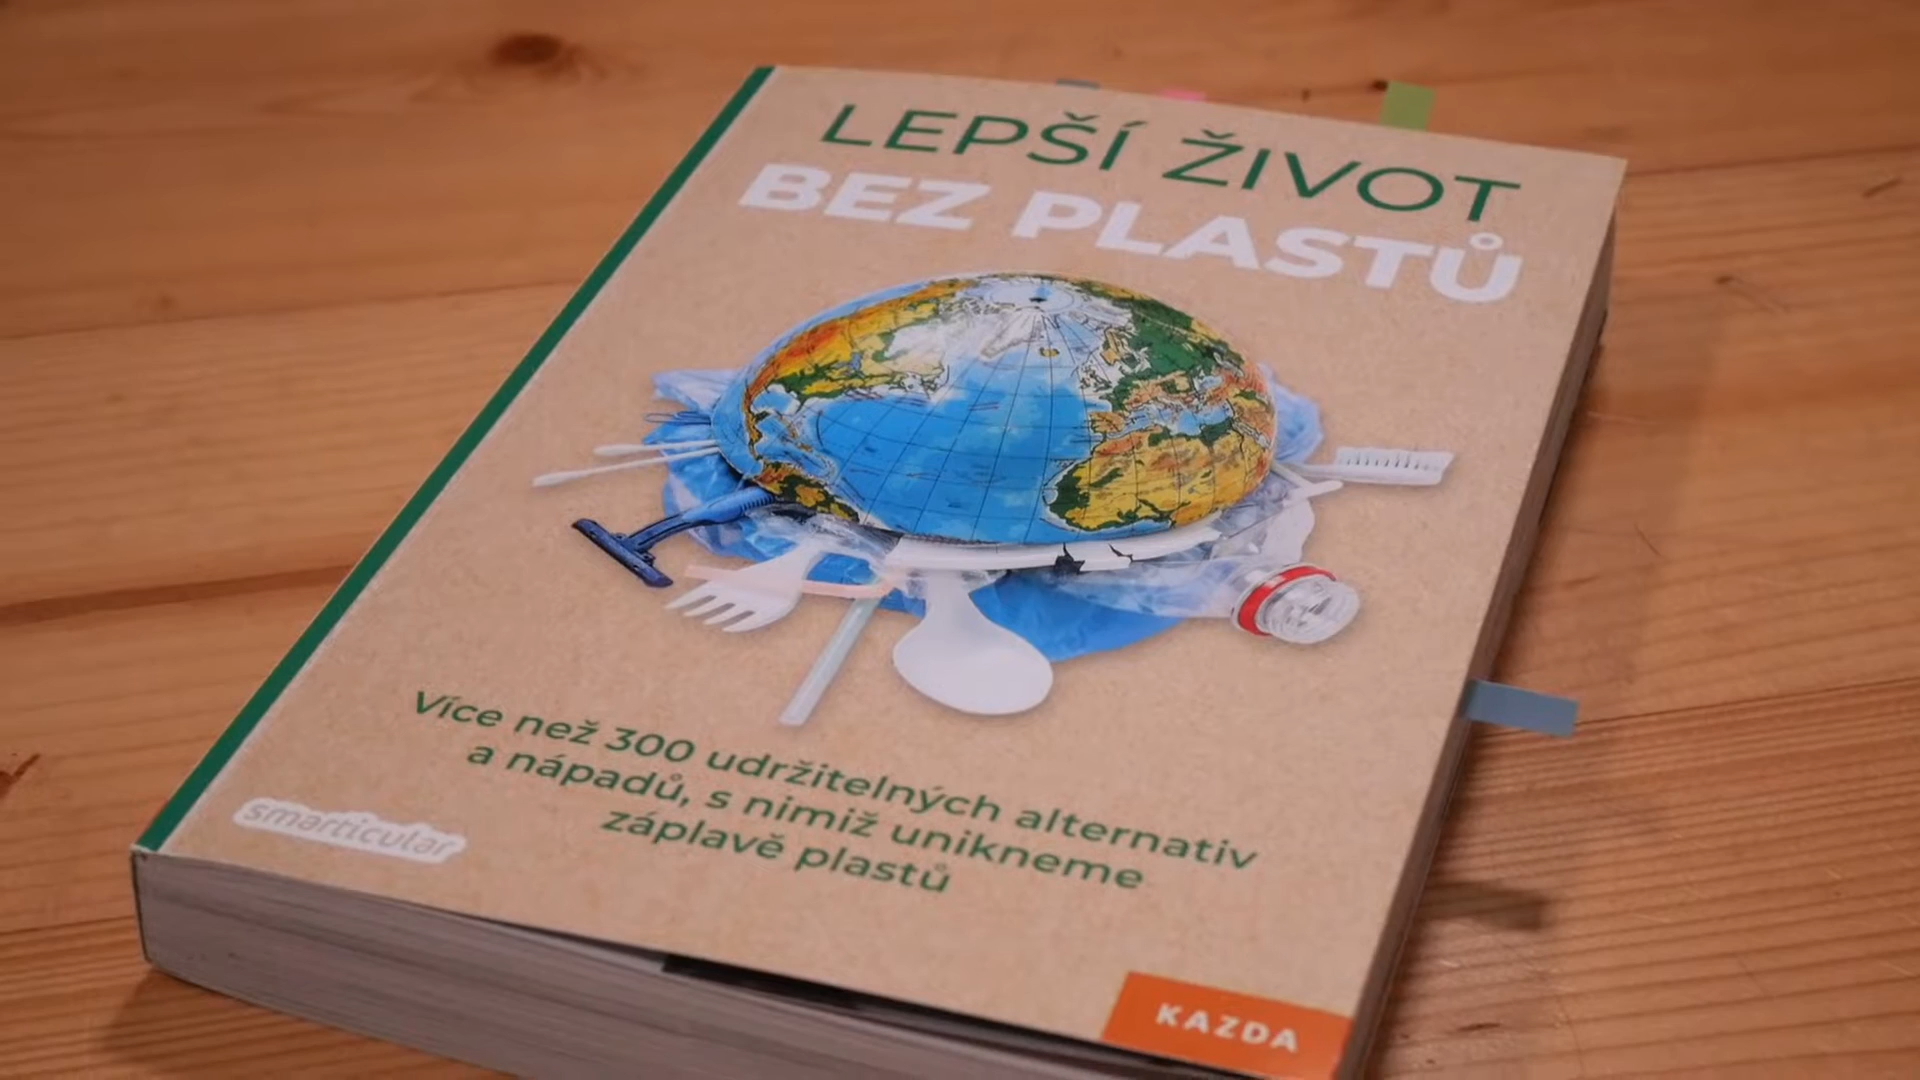 LEPŠÍ ŽIVOT
BEZ PLASTŮ
Více než 300 udržitelných alternativ
a nápadů, s nimiž unikneme
záplavě plastů
smarticular
KAZDA